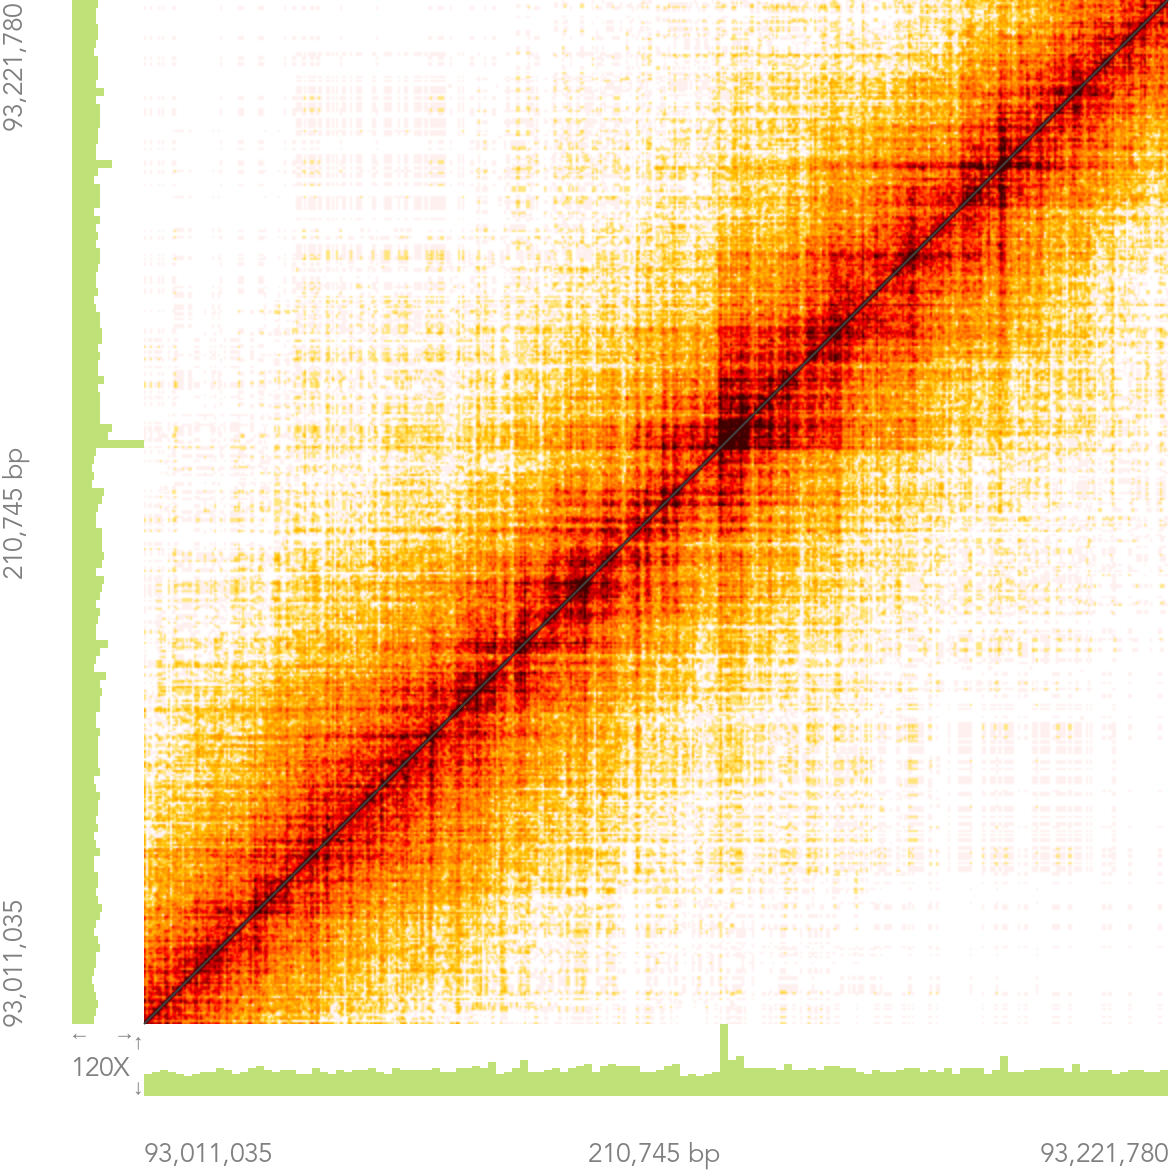 93,221,780
210,745 bp
93,011,035
← →
↑
120X
↓
93,011,035 210,745 bp 93,221,780